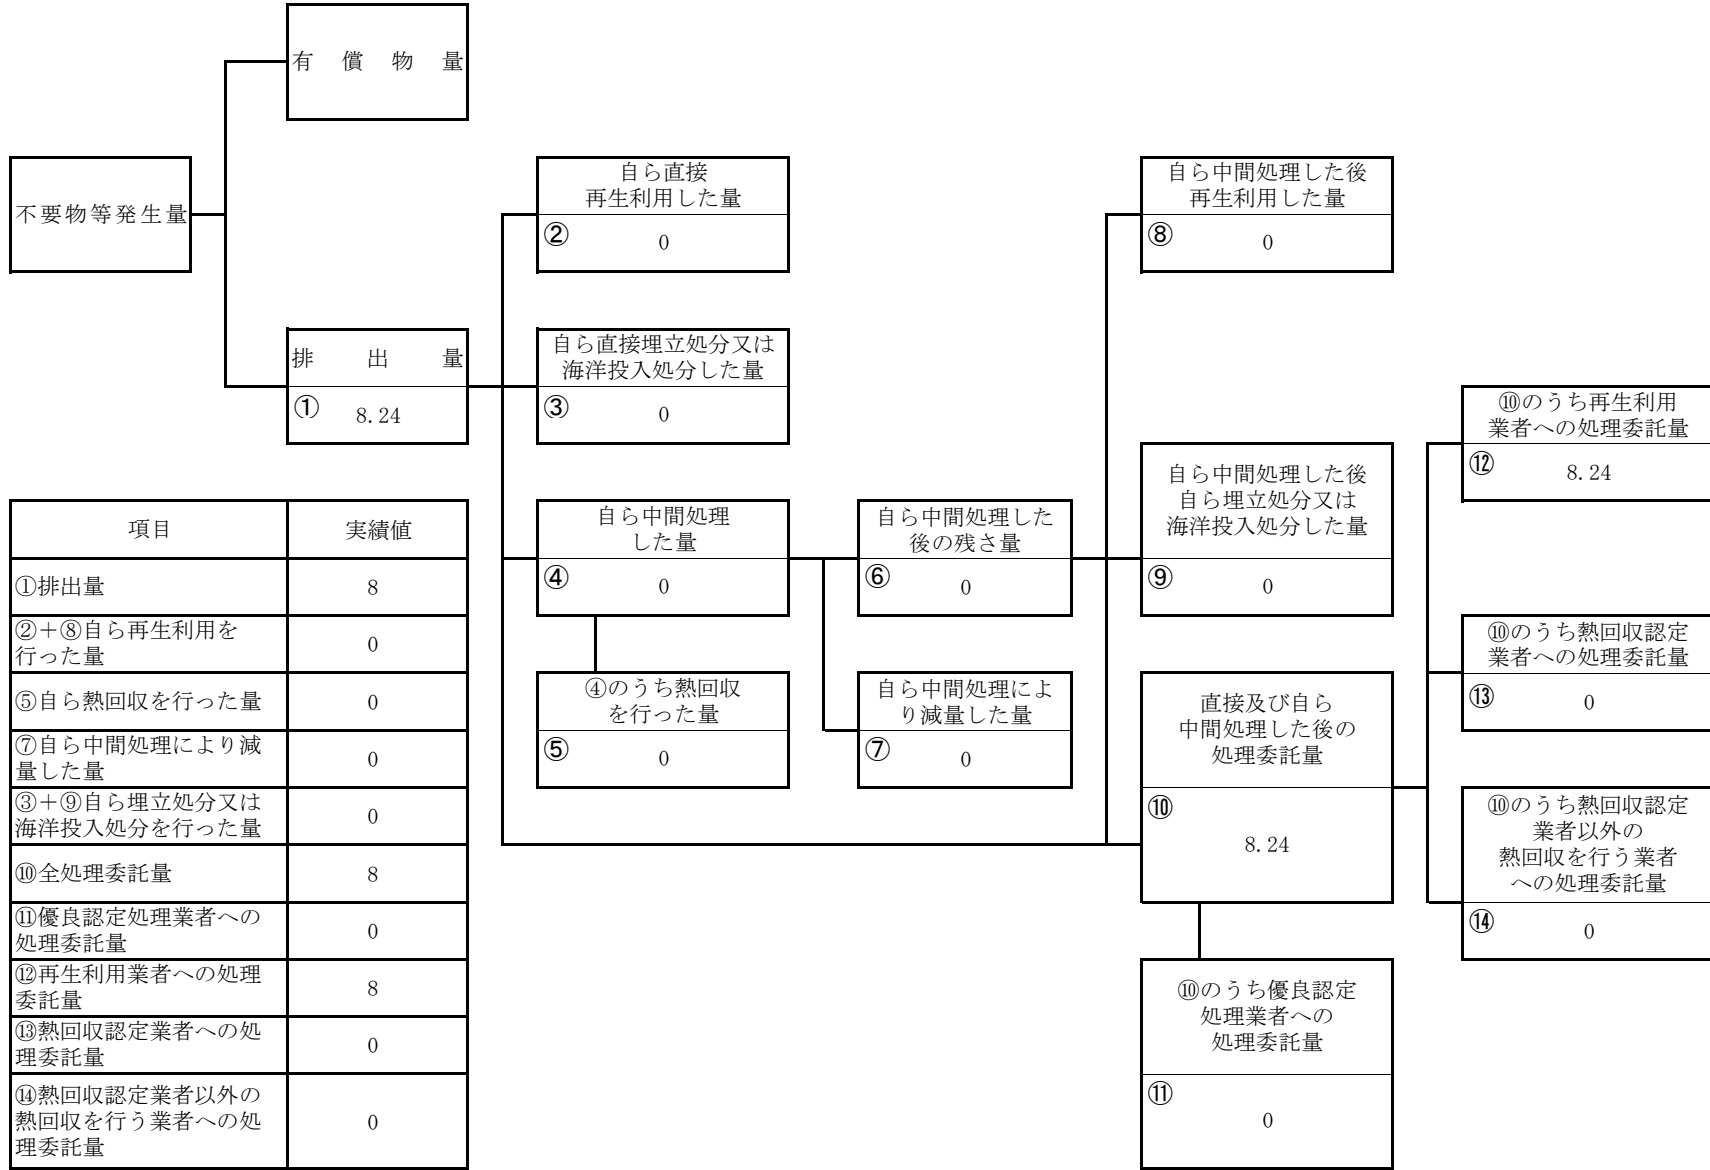 有償物量
不要物等発生量
排出量
① 8.24
自ら直接
再生利用した量
② 0
自ら直接埋立処分又は
海洋投入処分した量
③ 0
自ら中間処理
した量
④ 0
④のうち熱回収
を行った量
⑤ 0
自ら中間処理した
後の残さ量
⑥ 0
自ら中間処理によ
り減量した量
⑦ 0
自ら中間処理した後
再生利用した量
⑧ 0
自ら中間処理した後
自ら埋立処分又は
海洋投入処分した量
⑨ 0
直接及び自ら
中間処理した後の
処理委託量
⑩
8.24
⑩のうち優良認定
処理業者への
処理委託量
⑪
0
⑩のうち再生利用
業者への処理委託量
⑫ 8.24
⑩のうち熱回収認定
業者への処理委託量
⑬ 0
⑩のうち熱回収認定
業者以外の
熱回収を行う業者
への処理委託量
⑭ 0
項目 実績値
①排出量 8
②＋⑧自ら再生利用を
行った量 0
⑤自ら熱回収を行った量 0
⑦自ら中間処理により減
量した量 0
③＋⑨自ら埋立処分又は
海洋投入処分を行った量 0
⑩全処理委託量 8
⑪優良認定処理業者への
処理委託量 0
⑫再生利用業者への処理
委託量 8
⑬熱回収認定業者への処
理委託量 0
⑭熱回収認定業者以外の
熱回収を行う業者への処
理委託量 0